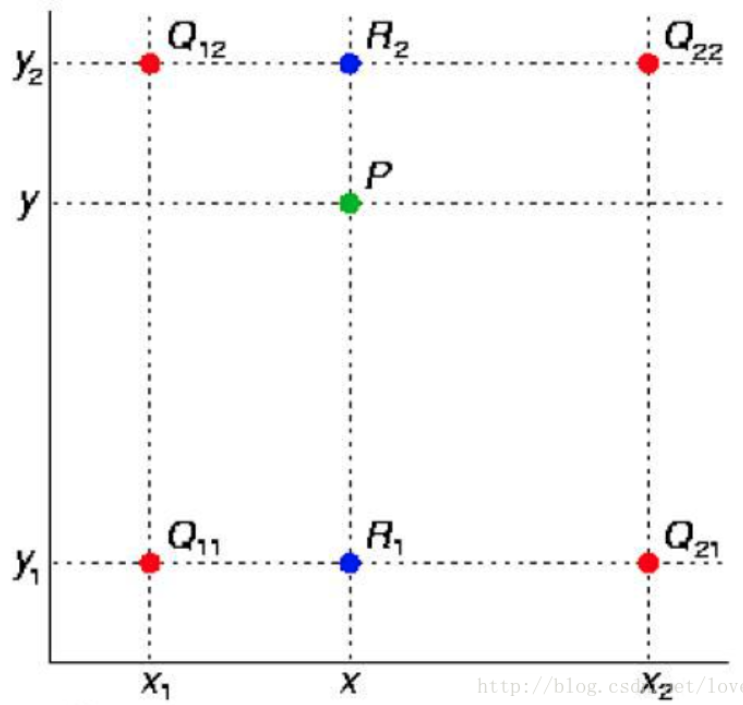 Q₁₂ R₂ Q₂₂
y₂
P
y
Q₁₁ R₁ Q₂₁
y₁
x₁ x x₂
http://blog.csdn.net/love